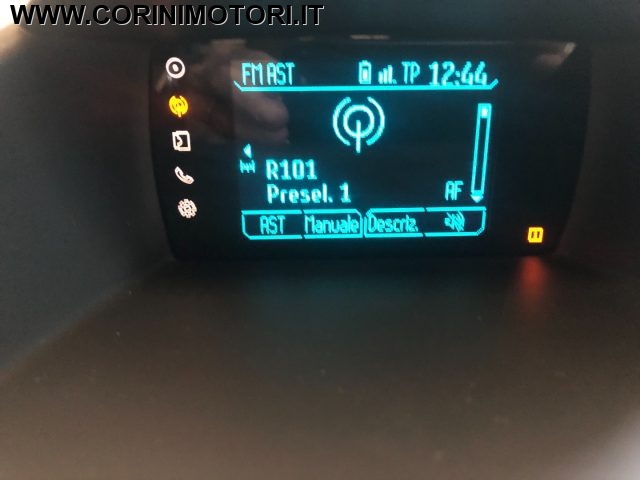 WWW.CORINIMOTORI.IT
FM AST TP 12:44
R101
Presel. 1 AF
AST Manuale Descriz.